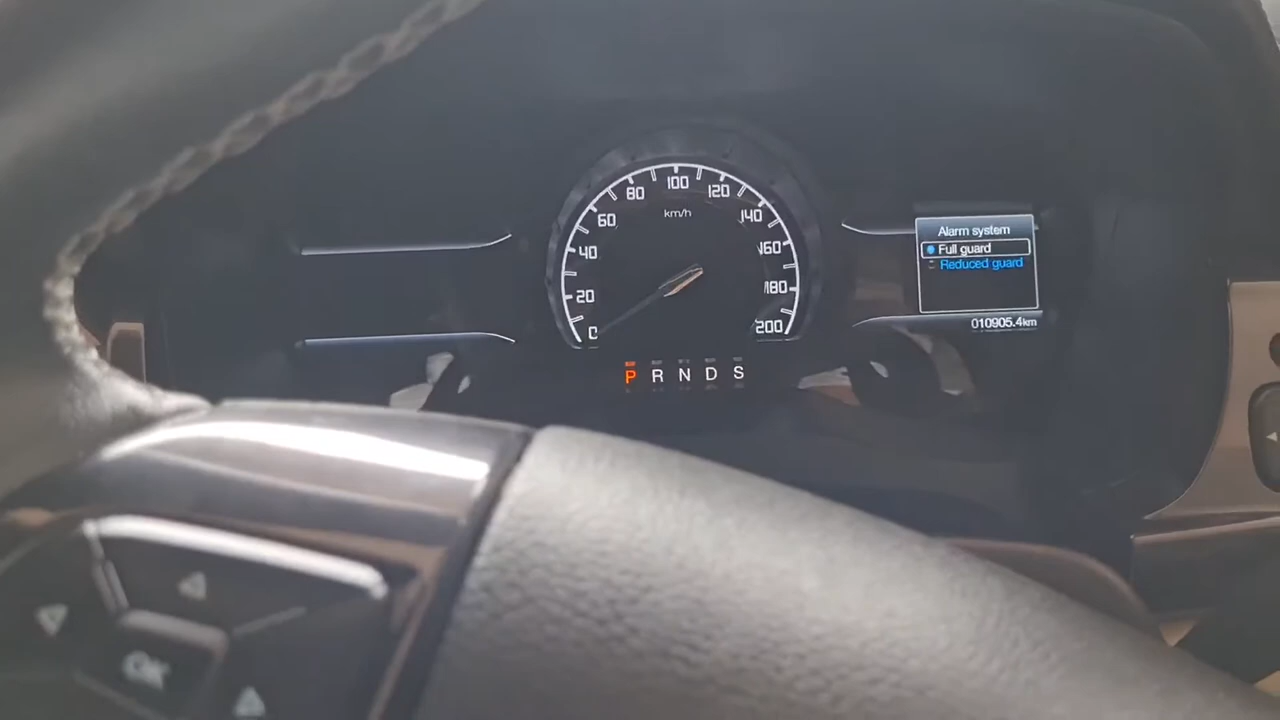 0
20
40
60
80
100
120
140
160
180
200
km/h
P R N D S
Alarm system
Full guard
Reduced guard
010905.4km
OK